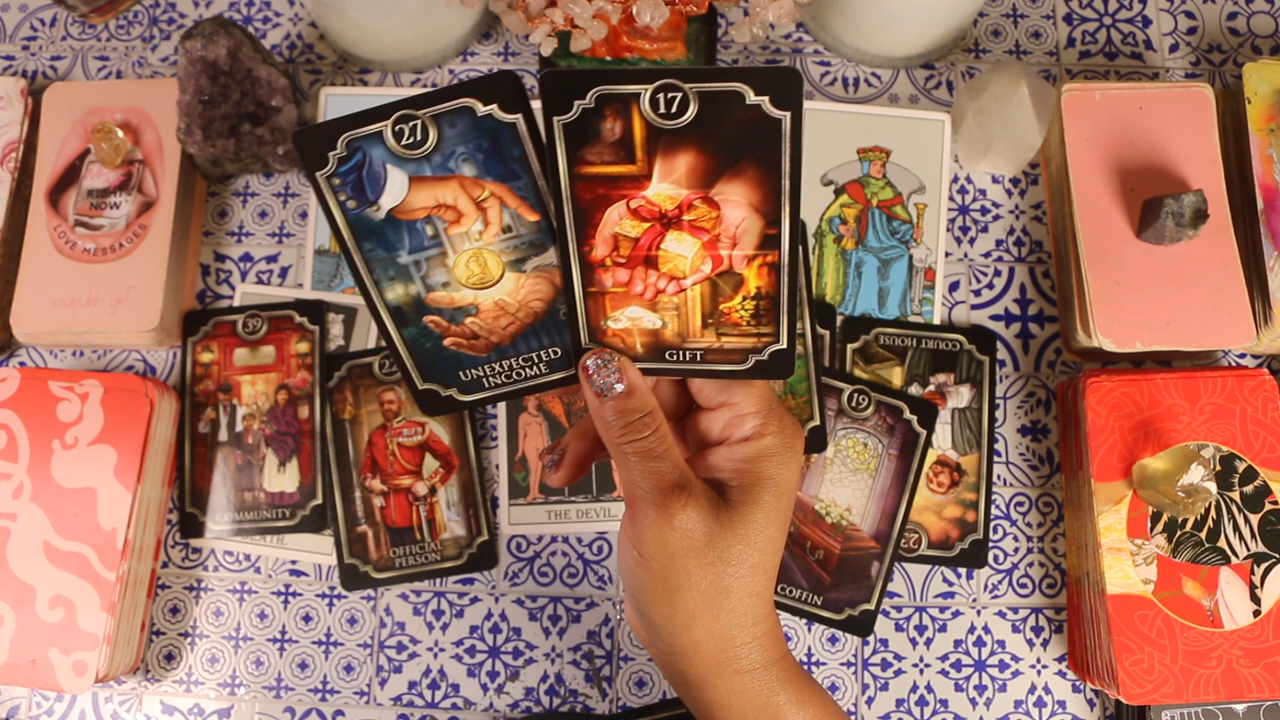 27
UNEXPECTED
INCOME
17
GIFT
RIGHT
NOW
LOVE MESSAGES
39
COMMUNITY
DEATH.
OFFICIAL
PERSON
THE DEVIL.
19
COFFIN
COURT HOUSE